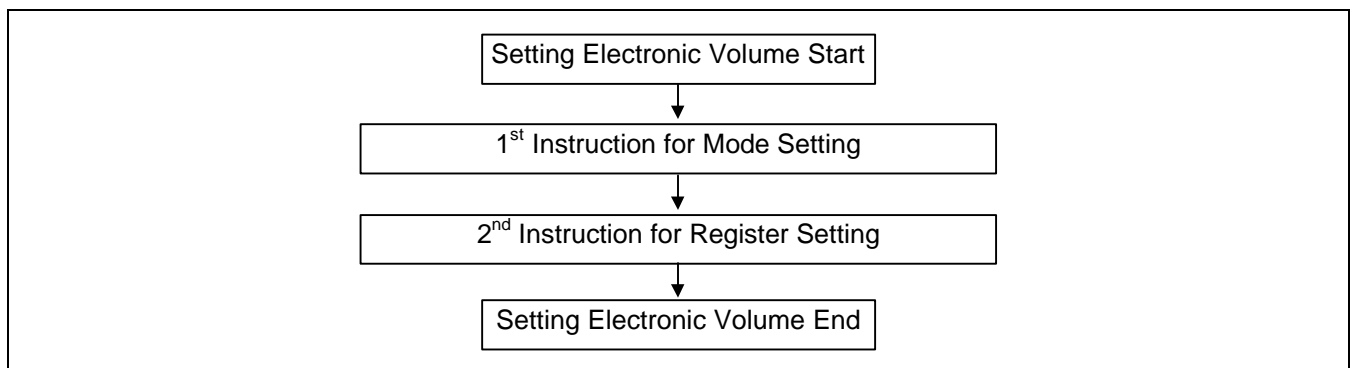 Setting Electronic Volume Start
1st Instruction for Mode Setting
2nd Instruction for Register Setting
Setting Electronic Volume End